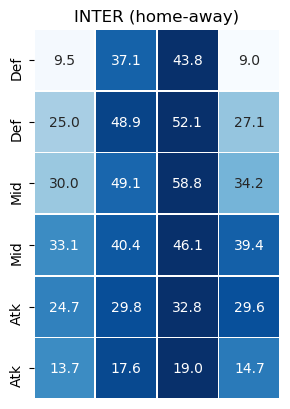 INTER (home-away)
Def 9.5 37.1 43.8 9.0
Def 25.0 48.9 52.1 27.1
Mid 30.0 49.1 58.8 34.2
Mid 33.1 40.4 46.1 39.4
Atk 24.7 29.8 32.8 29.6
Atk 13.7 17.6 19.0 14.7